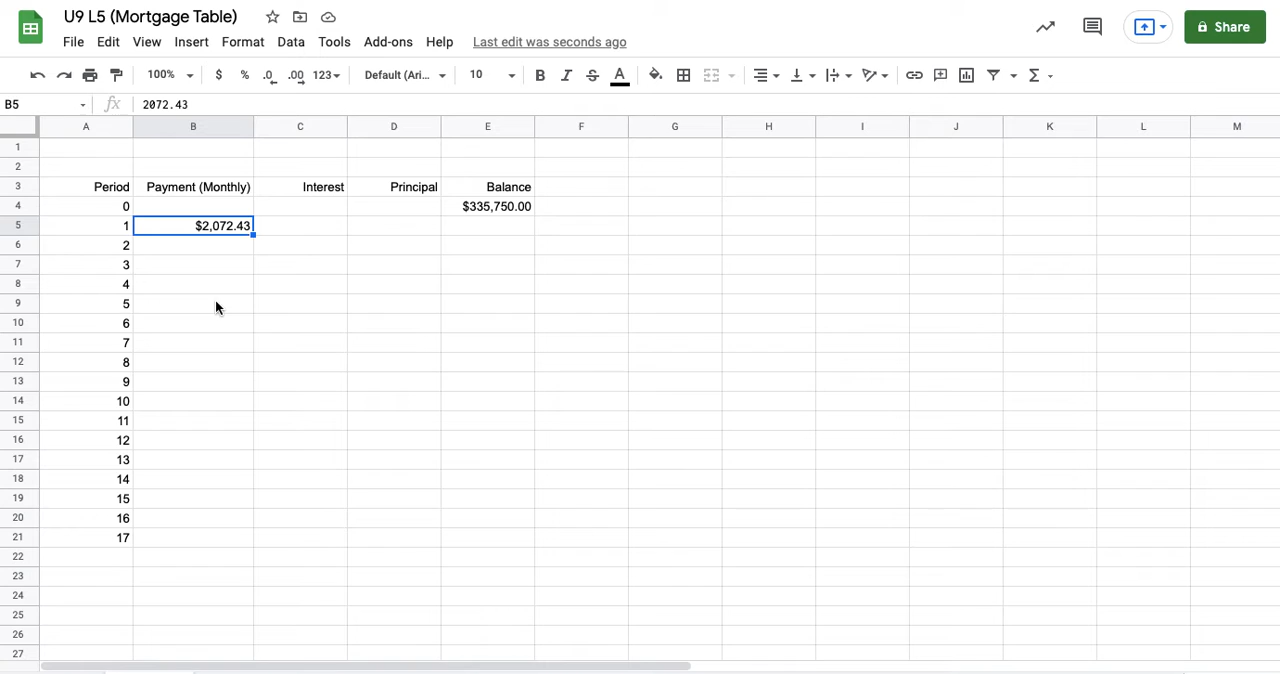 U9 L5 (Mortgage Table)
File Edit View Insert Format Data Tools Add-ons Help Last edit was seconds ago
Share
100% $ % .0 .00 123 Default (Ari... 10 B I S A Σ
B5 fx 2072.43
A B C D E F G H I J K L M
1
2
3 Period Payment (Monthly) Interest Principal Balance
4 0 $335,750.00
5 1 $2,072.43
6 2
7 3
8 4
9 5
10 6
11 7
12 8
13 9
14 10
15 11
16 12
17 13
18 14
19 15
20 16
21 17
22
23
24
25
26
27